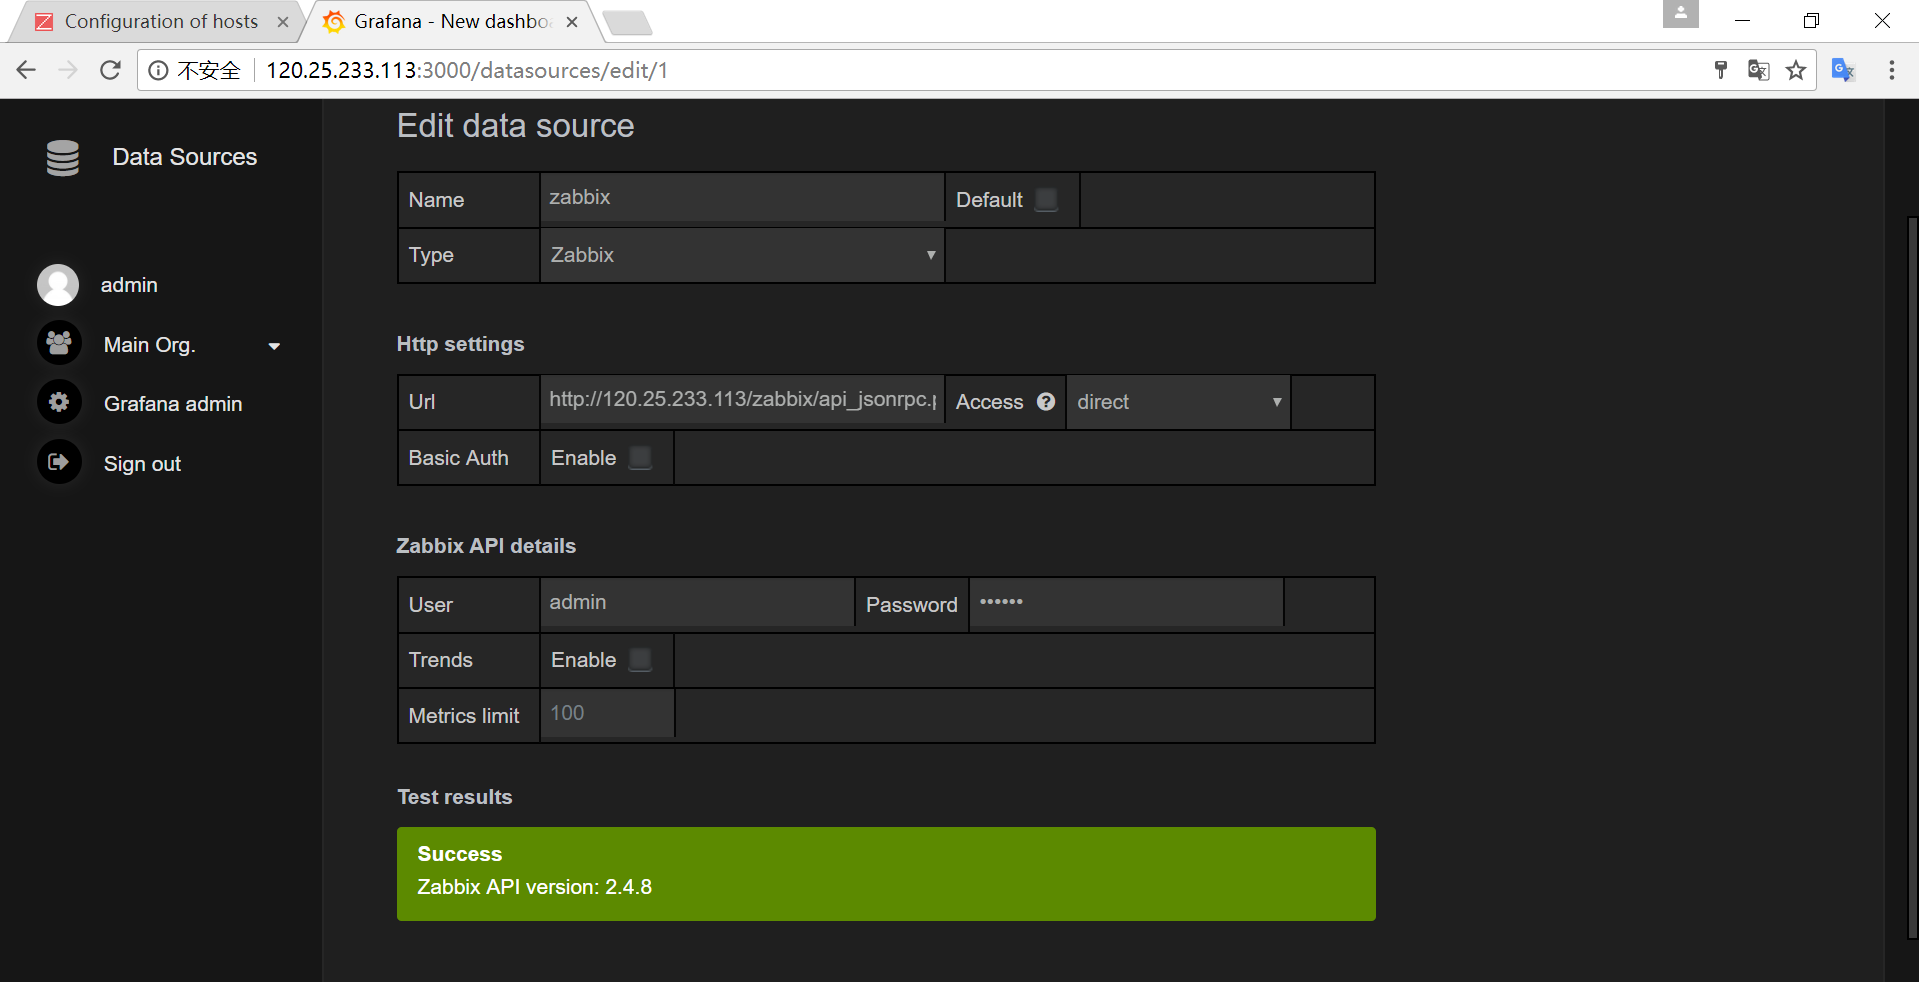 Configuration of hosts
Grafana - New dashbo
不安全 120.25.233.113:3000/datasources/edit/1
Data Sources
admin
Main Org.
Grafana admin
Sign out
Edit data source
Name zabbix Default
Type Zabbix
Http settings
Url http://120.25.233.113/zabbix/api_jsonrpc.p Access direct
Basic Auth Enable
Zabbix API details
User admin Password ••••••
Trends Enable
Metrics limit 100
Test results
Success
Zabbix API version: 2.4.8